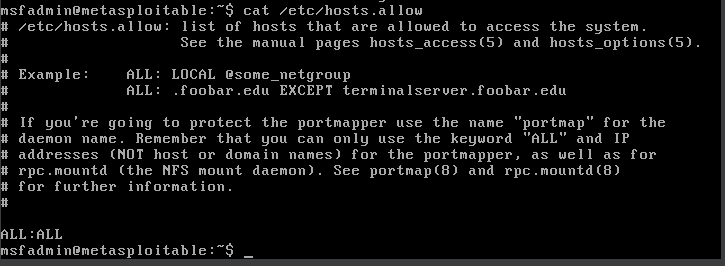 msfadmin@metasploitable:~$ cat /etc/hosts.allow
# /etc/hosts.allow: list of hosts that are allowed to access the system.
#                   See the manual pages hosts_access(5) and hosts_options(5).
#
# Example:    ALL: LOCAL @some_netgroup
#             ALL: .foobar.edu EXCEPT terminalserver.foobar.edu
#
# If you're going to protect the portmapper use the name "portmap" for the
# daemon name. Remember that you can only use the keyword "ALL" and IP
# addresses (NOT host or domain names) for the portmapper, as well as for
# rpc.mountd (the NFS mount daemon). See portmap(8) and rpc.mountd(8)
# for further information.
#
ALL:ALL
msfadmin@metasploitable:~$ _